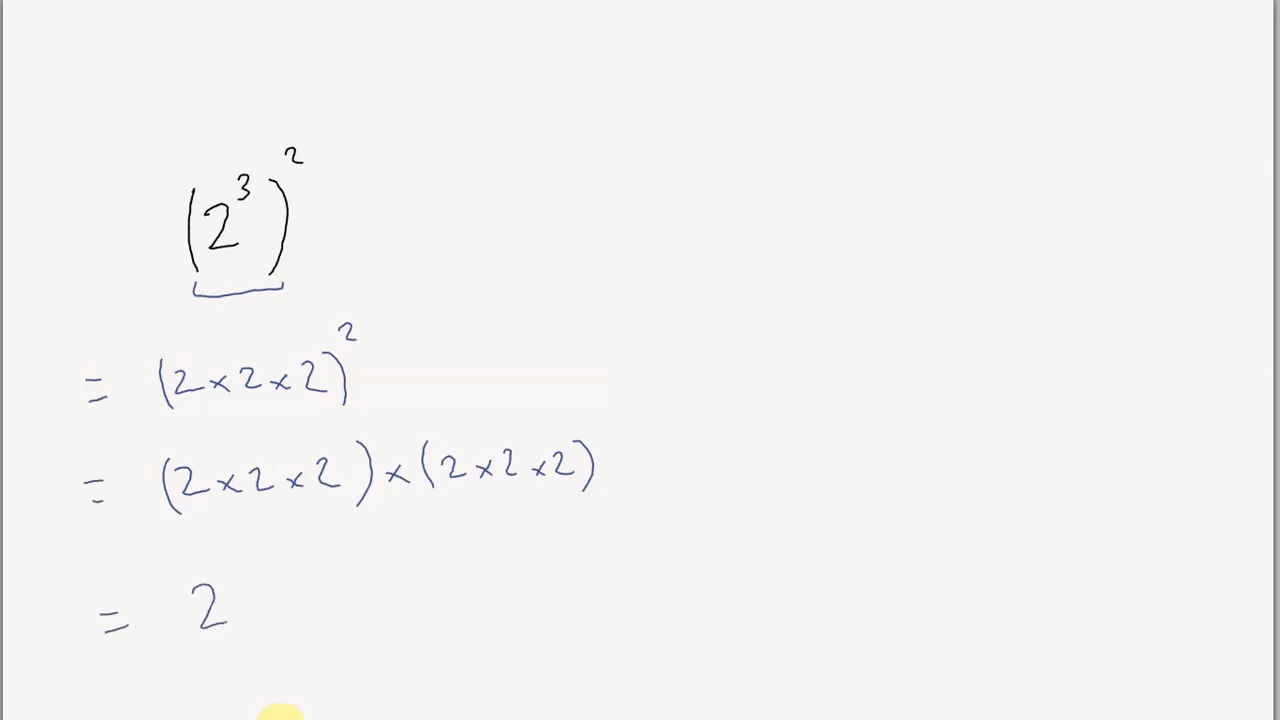 (2³)²
= (2×2×2)²
= (2×2×2)×(2×2×2)
= 2